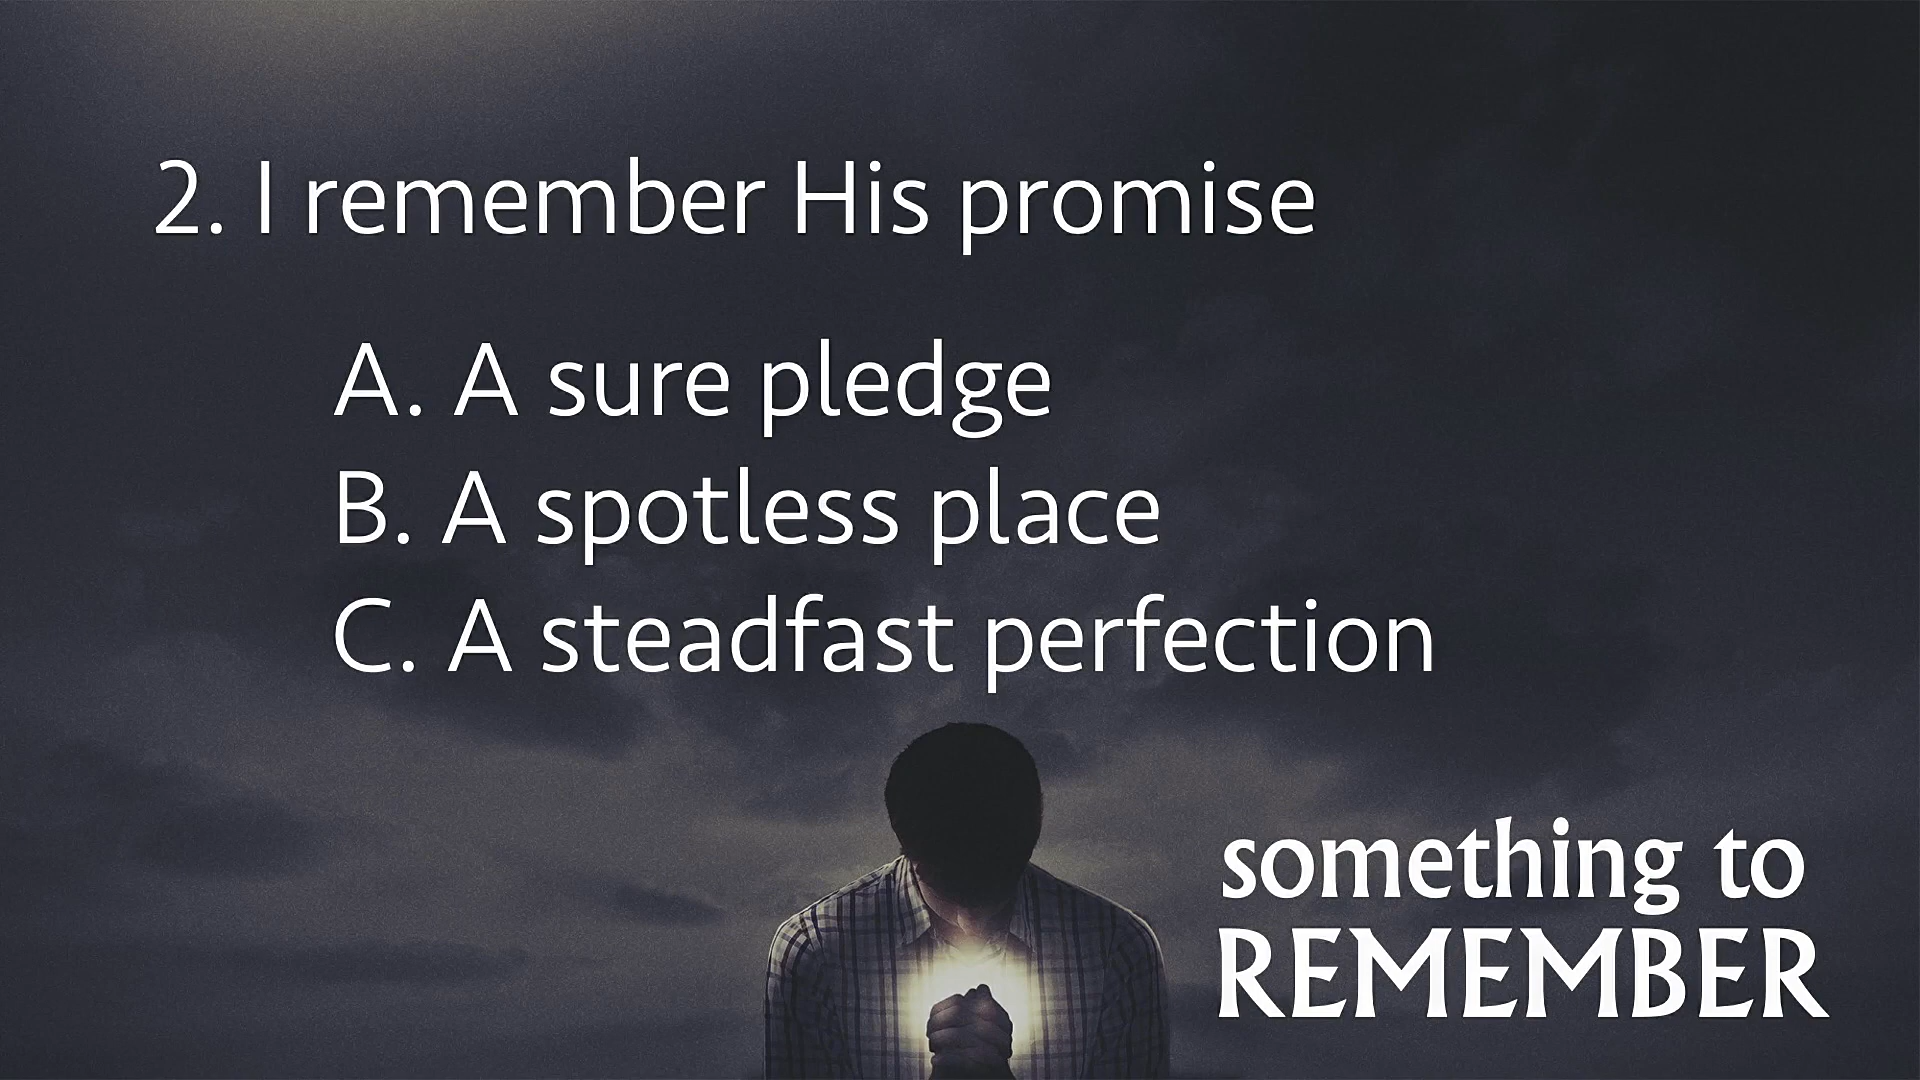 2. I remember His promise
A. A sure pledge
B. A spotless place
C. A steadfast perfection
something to
REMEMBER